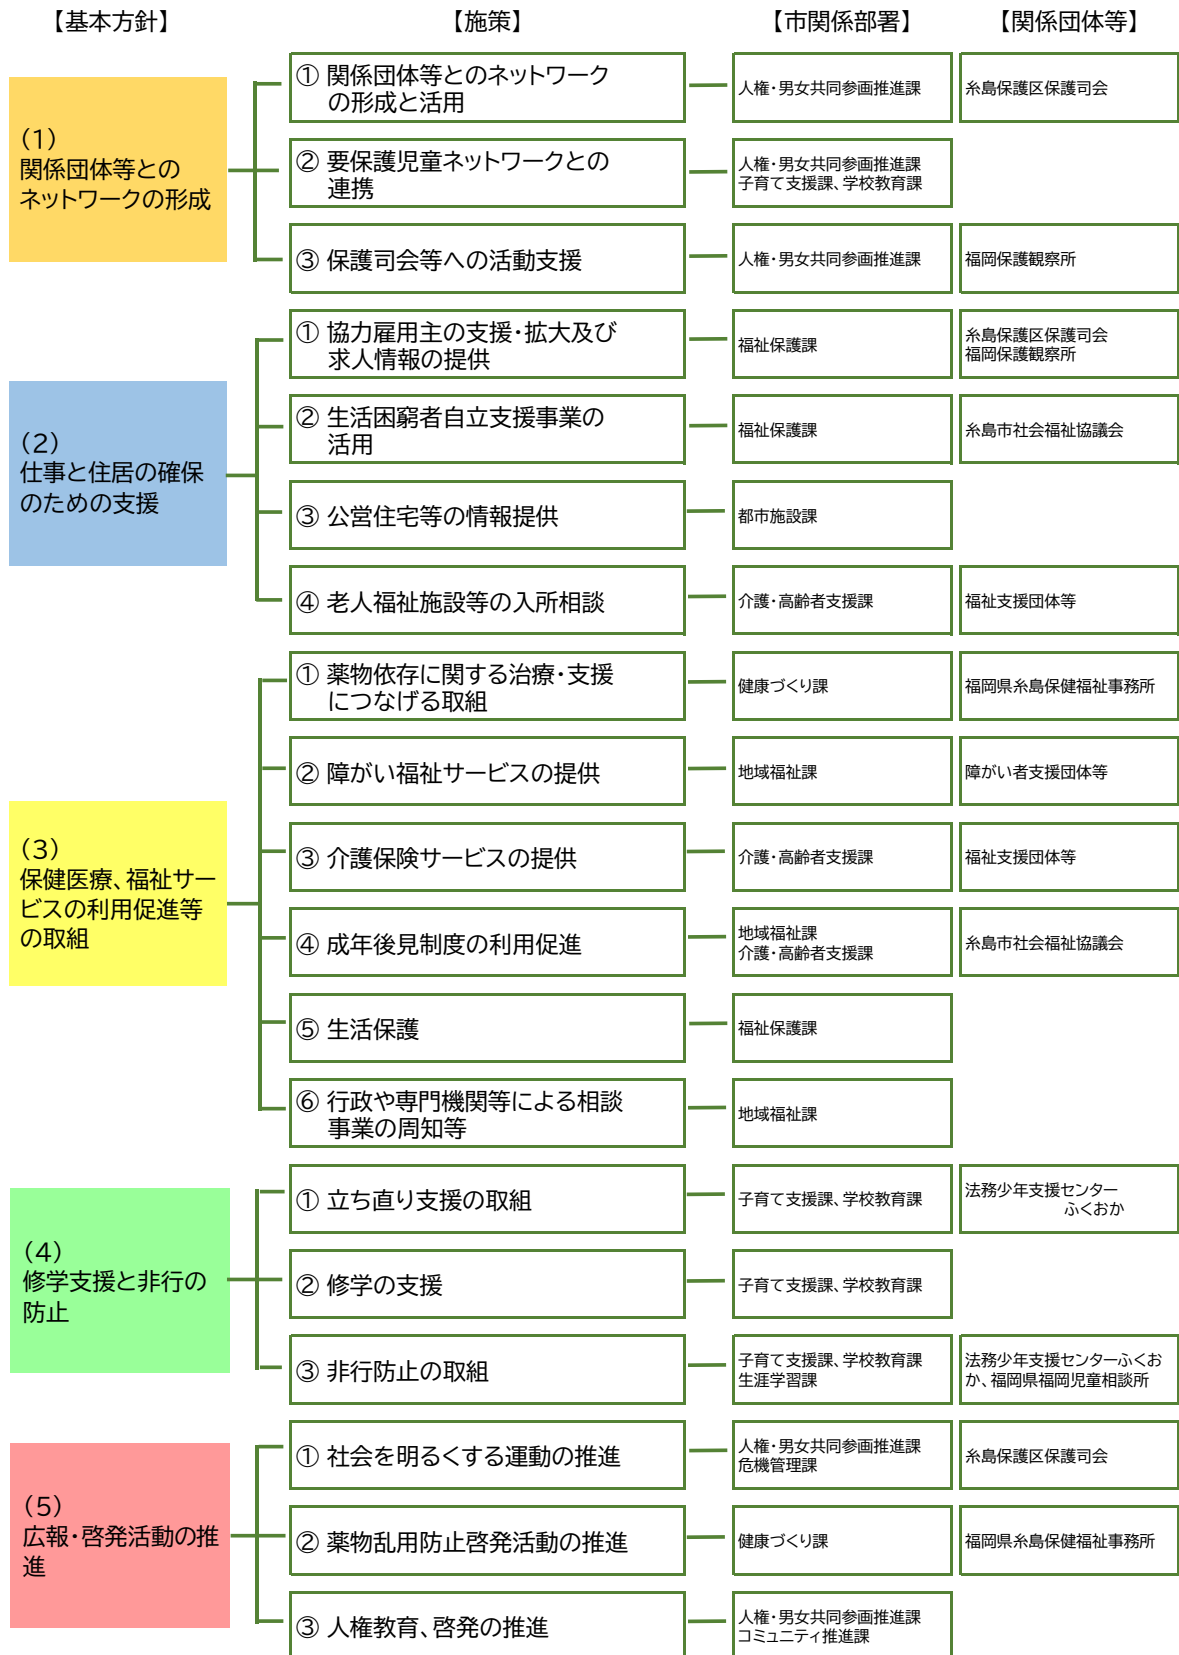 【基本方針】 【施策】 【市関係部署】 【関係団体等】
（1）
関係団体等との
ネットワークの形成
① 関係団体等とのネットワーク
の形成と活用
人権・男女共同参画推進課
糸島保護区保護司会
② 要保護児童ネットワークとの
連携
人権・男女共同参画推進課
子育て支援課、学校教育課
③ 保護司会等への活動支援
人権・男女共同参画推進課
福岡保護観察所
（2）
仕事と住居の確保
のための支援
① 協力雇用主の支援・拡大及び
求人情報の提供
福祉保護課
糸島保護区保護司会
福岡保護観察所
② 生活困窮者自立支援事業の
活用
福祉保護課
糸島市社会福祉協議会
③ 公営住宅等の情報提供
都市施設課
④ 老人福祉施設等の入所相談
介護・高齢者支援課
福祉支援団体等
（3）
保健医療、福祉サー
ビスの利用促進等
の取組
① 薬物依存に関する治療・支援
につなげる取組
健康づくり課
福岡県糸島保健福祉事務所
② 障がい福祉サービスの提供
地域福祉課
障がい者支援団体等
③ 介護保険サービスの提供
介護・高齢者支援課
福祉支援団体等
④ 成年後見制度の利用促進
地域福祉課
介護・高齢者支援課
糸島市社会福祉協議会
⑤ 生活保護
福祉保護課
⑥ 行政や専門機関等による相談
事業の周知等
地域福祉課
（4）
修学支援と非行の
防止
① 立ち直り支援の取組
子育て支援課、学校教育課
法務少年支援センター
ふくおか
② 修学の支援
子育て支援課、学校教育課
③ 非行防止の取組
子育て支援課、学校教育課
生涯学習課
法務少年支援センターふくお
か、福岡県福岡児童相談所
（5）
広報・啓発活動の推
進
① 社会を明るくする運動の推進
人権・男女共同参画推進課
危機管理課
糸島保護区保護司会
② 薬物乱用防止啓発活動の推進
健康づくり課
福岡県糸島保健福祉事務所
③ 人権教育、啓発の推進
人権・男女共同参画推進課
コミュニティ推進課